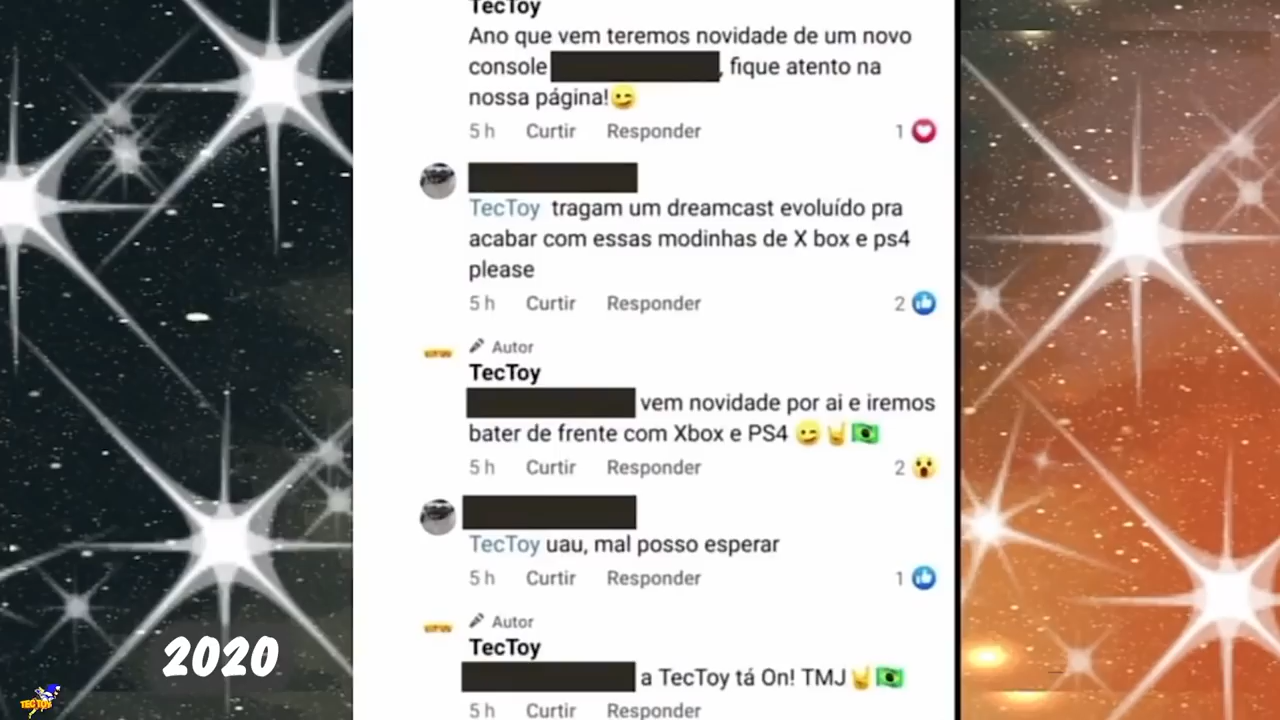 TecToy
Ano que vem teremos novidade de um novo
console , fique atento na
nossa página!😉
5 h Curtir Responder 1
TecToy tragam um dreamcast evoluído pra
acabar com essas modinhas de X box e ps4
please
5 h Curtir Responder 2
Autor
TecToy
vem novidade por ai e iremos
bater de frente com Xbox e PS4 😉🤘🇧🇷
5 h Curtir Responder 2
TecToy uau, mal posso esperar
5 h Curtir Responder 1
Autor
TecToy
a TecToy tá On! TMJ🤘🇧🇷
5 h Curtir Responder
2020
TECTOY